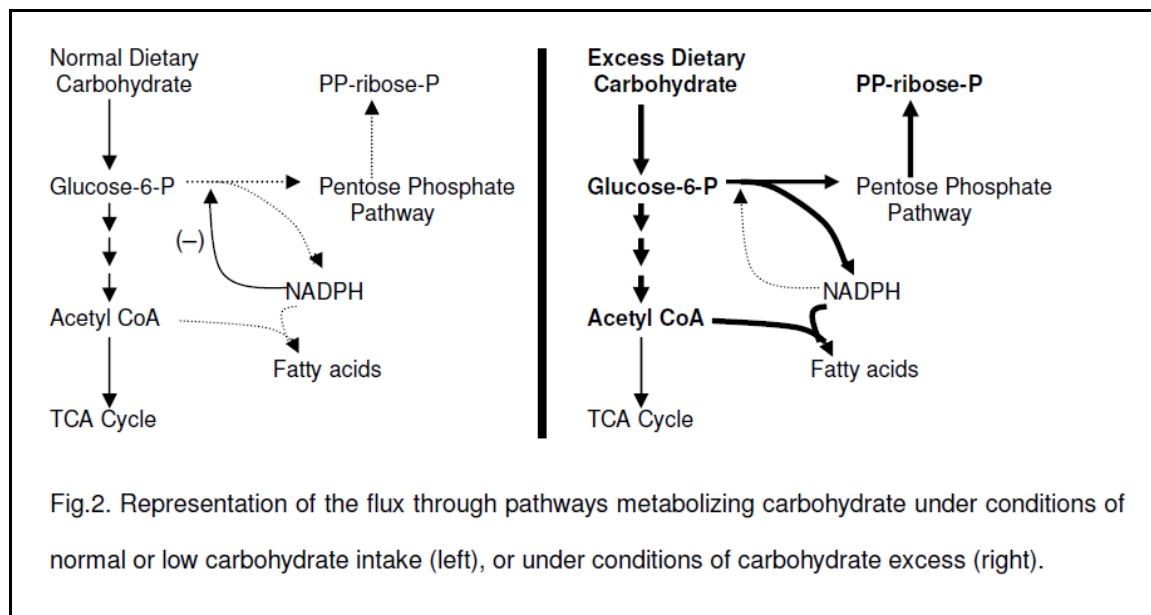 Normal Dietary
Carbohydrate
PP-ribose-P
Glucose-6-P
Pentose Phosphate
Pathway
(–)
NADPH
Acetyl CoA
Fatty acids
TCA Cycle
Excess Dietary
Carbohydrate
PP-ribose-P
Glucose-6-P
Pentose Phosphate
Pathway
NADPH
Acetyl CoA
Fatty acids
TCA Cycle
Fig.2. Representation of the flux through pathways metabolizing carbohydrate under conditions of
normal or low carbohydrate intake (left), or under conditions of carbohydrate excess (right).